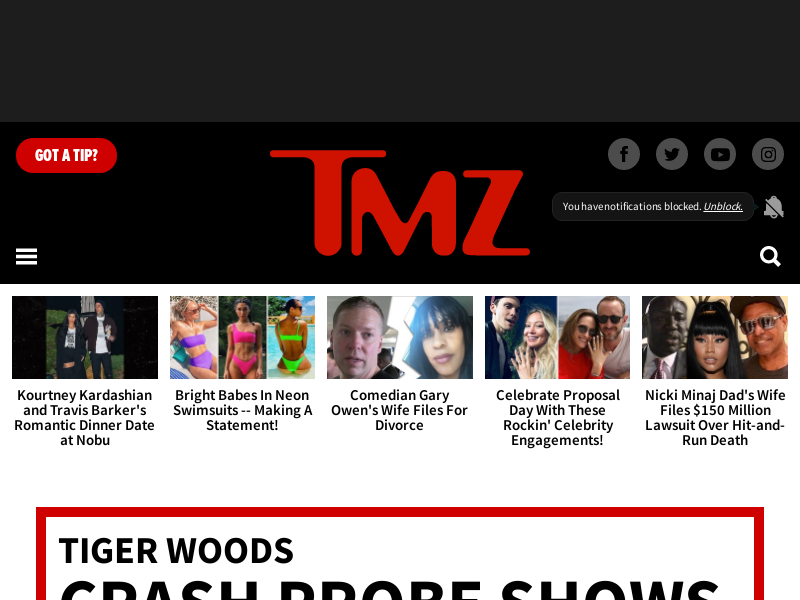 GOT A TIP?
TMZ
You have notifications blocked. Unblock.
Kourtney Kardashian
and Travis Barker's
Romantic Dinner Date
at Nobu
Bright Babes In Neon
Swimsuits -- Making A
Statement!
Comedian Gary
Owen's Wife Files For
Divorce
Celebrate Proposal
Day With These
Rockin' Celebrity
Engagements!
Nicki Minaj Dad's Wife
Files $150 Million
Lawsuit Over Hit-and-
Run Death
TIGER WOODS
CRASH PROBE SHOWS